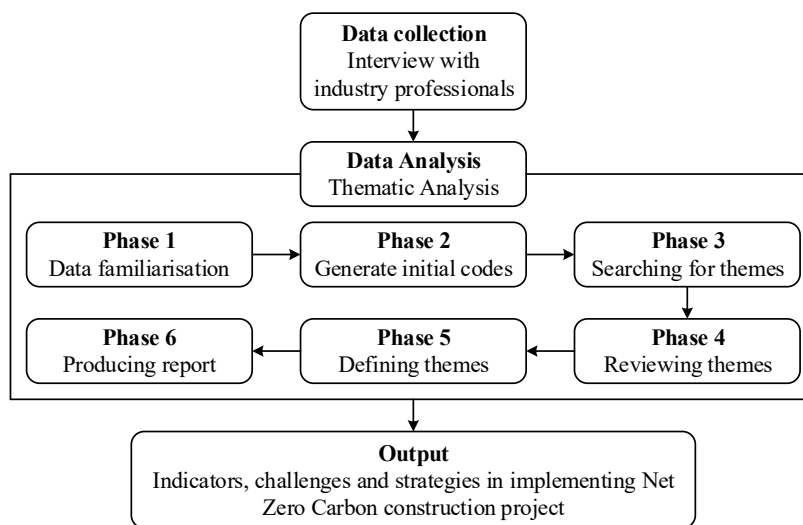 Data collection
Interview with
industry professionals
Data Analysis
Thematic Analysis
Phase 1
Data familiarisation
Phase 2
Generate initial codes
Phase 3
Searching for themes
Phase 6
Producing report
Phase 5
Defining themes
Phase 4
Reviewing themes
Output
Indicators, challenges and strategies in implementing Net
Zero Carbon construction project